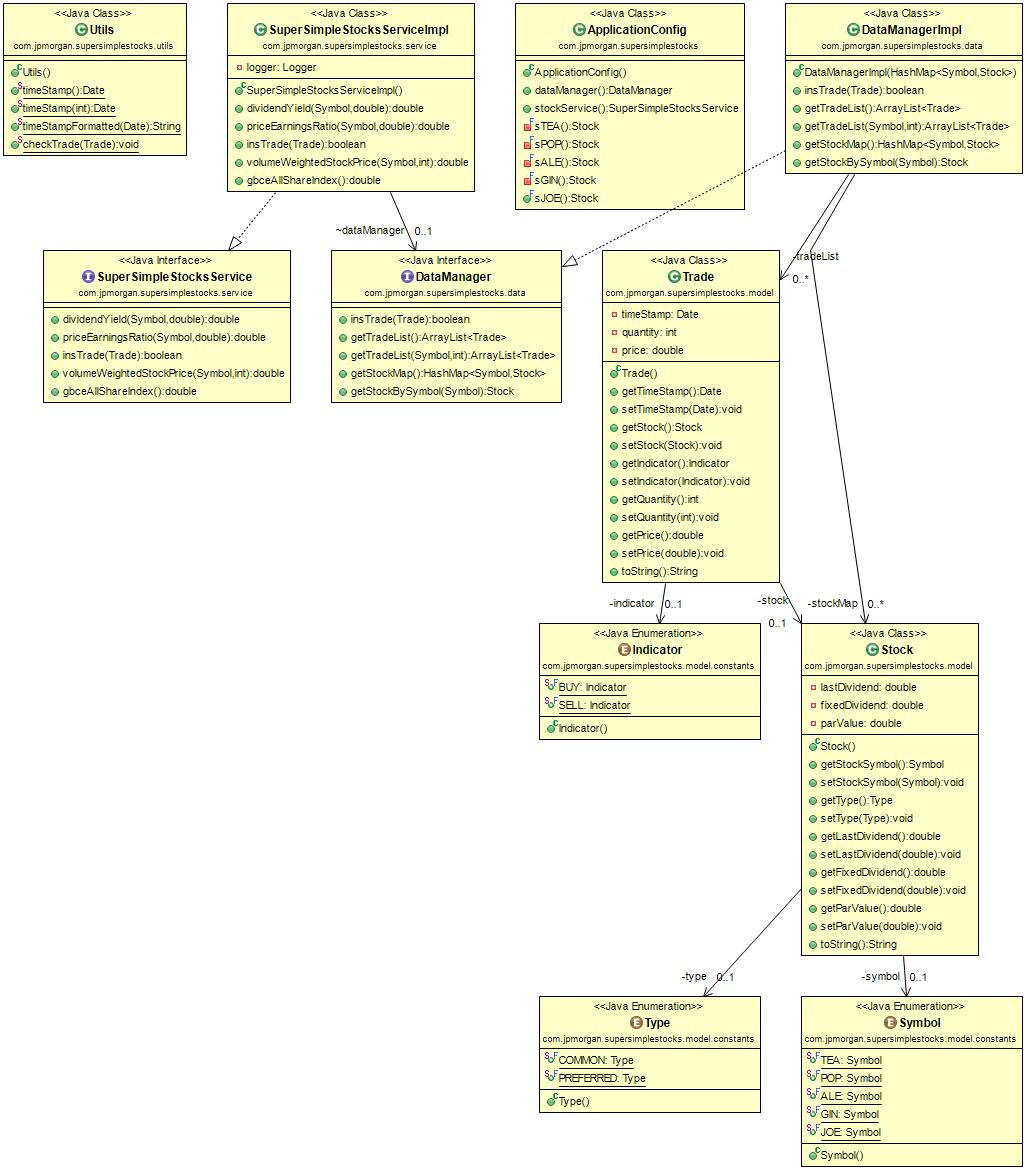 <<Java Class>>
Utils
com.jpmorgan.supersimplestocks.utils
Utils()
timeStamp():Date
timeStamp(int):Date
timeStampFormatted(Date):String
checkTrade(Trade):void
<<Java Class>>
SuperSimpleStocksServiceImpl
com.jpmorgan.supersimplestocks.service
logger: Logger
SuperSimpleStocksServiceImpl()
dividendYield(Symbol,double):double
priceEarningsRatio(Symbol,double):double
insTrade(Trade):boolean
volumeWeightedStockPrice(Symbol,int):double
gbceAllShareIndex():double
<<Java Class>>
ApplicationConfig
com.jpmorgan.supersimplestocks
ApplicationConfig()
dataManager():DataManager
stockService():SuperSimpleStocksService
sTEA():Stock
sPOP():Stock
sALE():Stock
sGIN():Stock
sJOE():Stock
<<Java Class>>
DataManagerImpl
com.jpmorgan.supersimplestocks.data
DataManagerImpl(HashMap<Symbol,Stock>)
insTrade(Trade):boolean
getTradeList():ArrayList<Trade>
getTradeList(Symbol,int):ArrayList<Trade>
getStockMap():HashMap<Symbol,Stock>
getStockBySymbol(Symbol):Stock
~dataManager 0..1
-tradeList
0..*
<<Java Interface>>
SuperSimpleStocksService
com.jpmorgan.supersimplestocks.service
dividendYield(Symbol,double):double
priceEarningsRatio(Symbol,double):double
insTrade(Trade):boolean
volumeWeightedStockPrice(Symbol,int):double
gbceAllShareIndex():double
<<Java Interface>>
DataManager
com.jpmorgan.supersimplestocks.data
insTrade(Trade):boolean
getTradeList():ArrayList<Trade>
getTradeList(Symbol,int):ArrayList<Trade>
getStockMap():HashMap<Symbol,Stock>
getStockBySymbol(Symbol):Stock
<<Java Class>>
Trade
com.jpmorgan.supersimplestocks.model
timeStamp: Date
quantity: int
price: double
Trade()
getTimeStamp():Date
setTimeStamp(Date):void
getStock():Stock
setStock(Stock):void
getIndicator():Indicator
setIndicator(Indicator):void
getQuantity():int
setQuantity(int):void
getPrice():double
setPrice(double):void
toString():String
-indicator 0..1
-stock
0..1
-stockMap 0..*
<<Java Enumeration>>
Indicator
com.jpmorgan.supersimplestocks.model.constants
BUY: Indicator
SELL: Indicator
Indicator()
<<Java Class>>
Stock
com.jpmorgan.supersimplestocks.model
lastDividend: double
fixedDividend: double
parValue: double
Stock()
getStockSymbol():Symbol
setStockSymbol(Symbol):void
getType():Type
setType(Type):void
getLastDividend():double
setLastDividend(double):void
getFixedDividend():double
setFixedDividend(double):void
getParValue():double
setParValue(double):void
toString():String
-type 0..1
-symbol 0..1
<<Java Enumeration>>
Type
com.jpmorgan.supersimplestocks.model.constants
COMMON: Type
PREFERRED: Type
Type()
<<Java Enumeration>>
Symbol
com.jpmorgan.supersimplestocks.model.constants
TEA: Symbol
POP: Symbol
ALE: Symbol
GIN: Symbol
JOE: Symbol
Symbol()